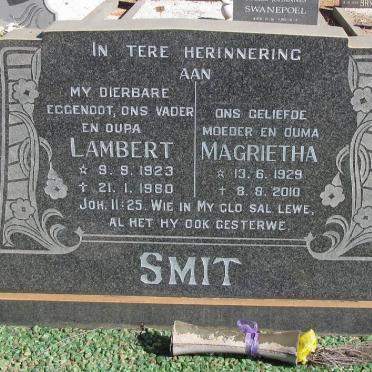 SWANEPOEL
IN TERE HERINNERING
AAN
MY DIERBARE
EGGENOOT, ONS VADER
EN OUPA
LAMBERT
☆ 9.9.1923
✝ 21.1.1980
ONS GELIEFDE
MOEDER EN OUMA
MAGRIETHA
☆ 13.6.1929
✝ 8.8.2010
JOH. 11:25. WIE IN MY GLO SAL LEWE,
AL HET HY OOK GESTERWE
SMIT